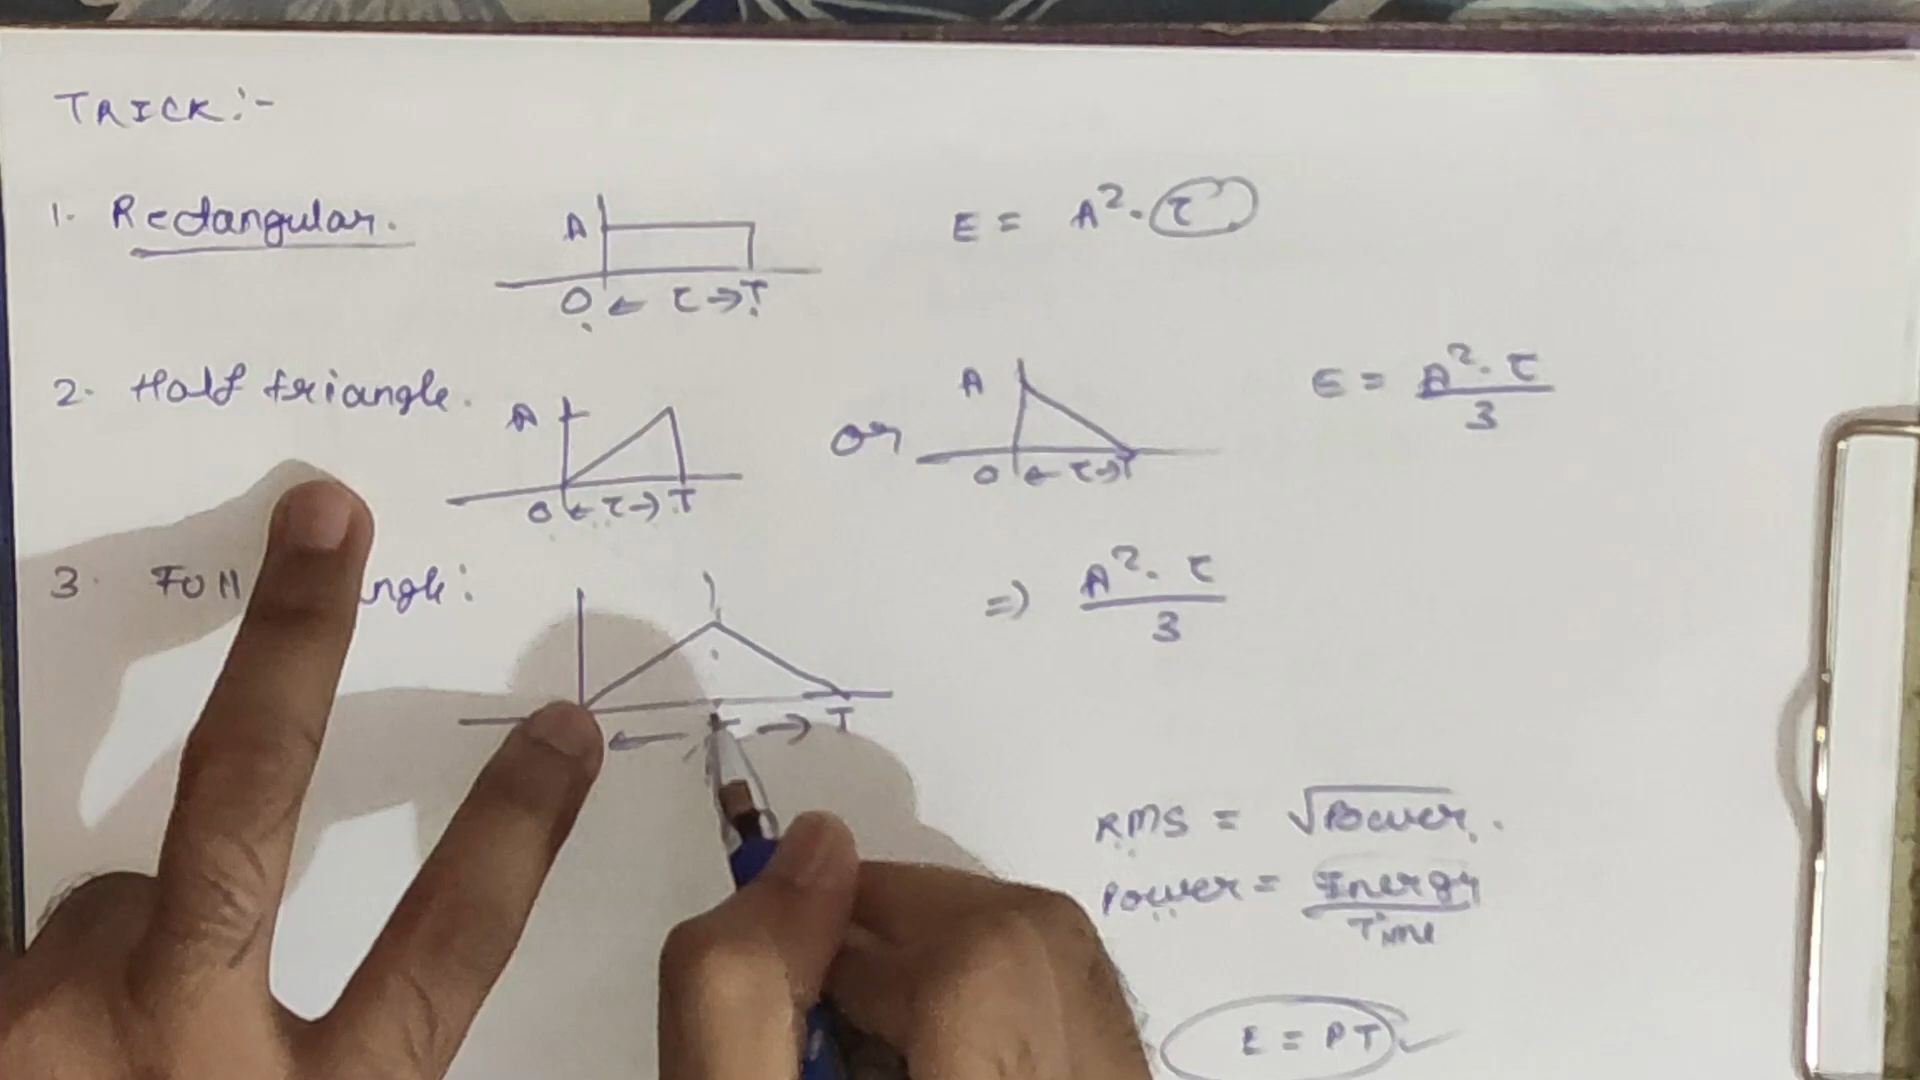 TRICK:-
1. Rectangular.
A
0 ← τ → T
E = A². τ
2. Half triangle.
A
0 ← τ → T
or
A
0 ← τ → T
E = A². τ / 3
3. Full ngle:
← → T
⇒ A². τ / 3
RMS = √Power.
Power = Energy / Time
E = PT